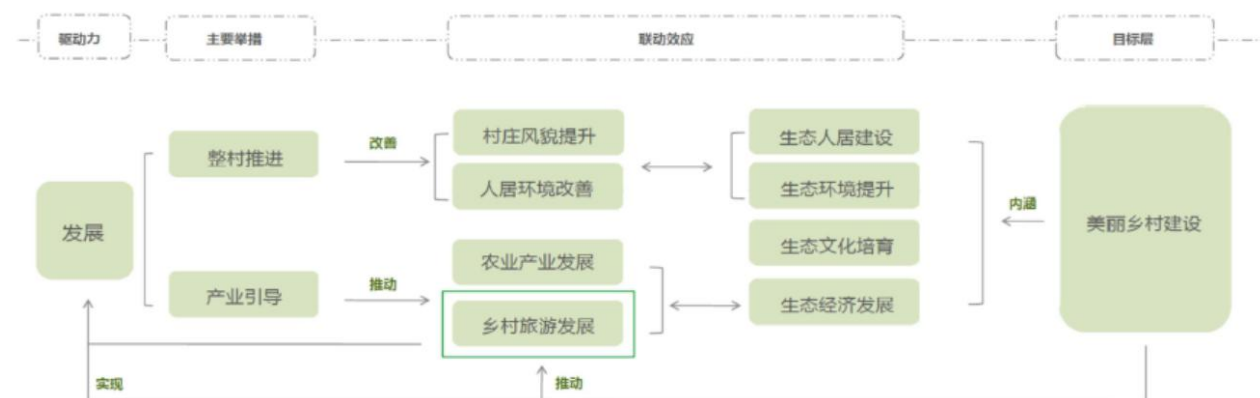 驱动力
主要举措
联动效应
目标层
发展
整村推进
产业引导
改善
推动
村庄风貌提升
人居环境改善
农业产业发展
乡村旅游发展
生态人居建设
生态环境提升
生态文化培育
生态经济发展
内涵
美丽乡村建设
实现
推动